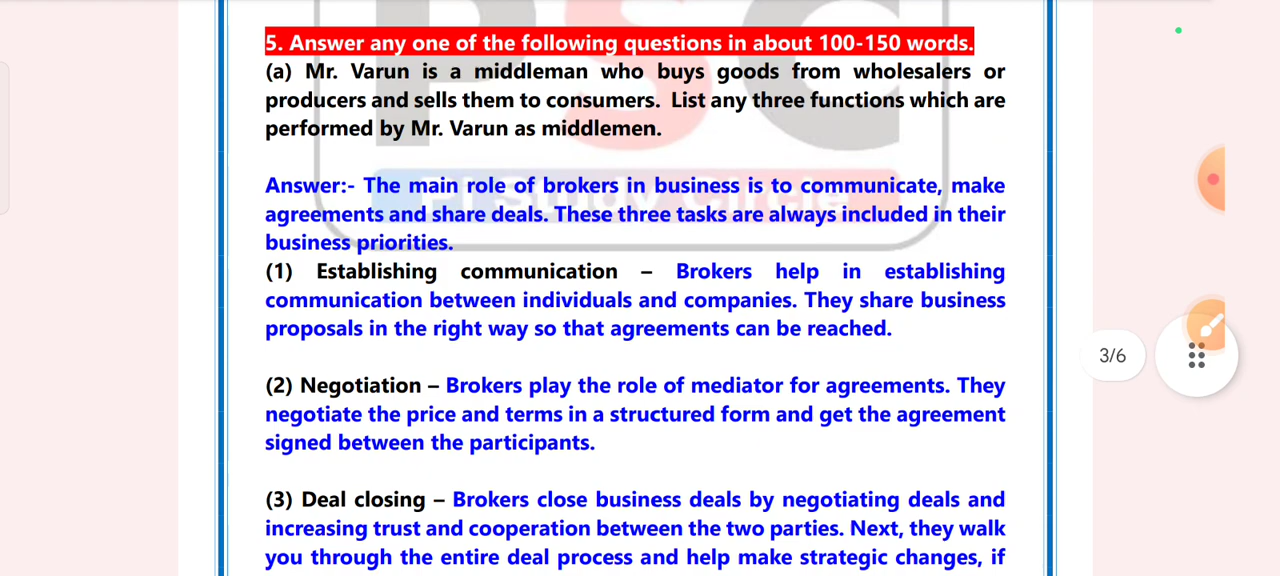 5. Answer any one of the following questions in about 100-150 words.
(a) Mr. Varun is a middleman who buys goods from wholesalers or
producers and sells them to consumers. List any three functions which are
performed by Mr. Varun as middlemen.
Answer:- The main role of brokers in business is to communicate, make
agreements and share deals. These three tasks are always included in their
business priorities.
(1) Establishing communication – Brokers help in establishing
communication between individuals and companies. They share business
proposals in the right way so that agreements can be reached.
3/6
(2) Negotiation – Brokers play the role of mediator for agreements. They
negotiate the price and terms in a structured form and get the agreement
signed between the participants.
(3) Deal closing – Brokers close business deals by negotiating deals and
increasing trust and cooperation between the two parties. Next, they walk
you through the entire deal process and help make strategic changes, if